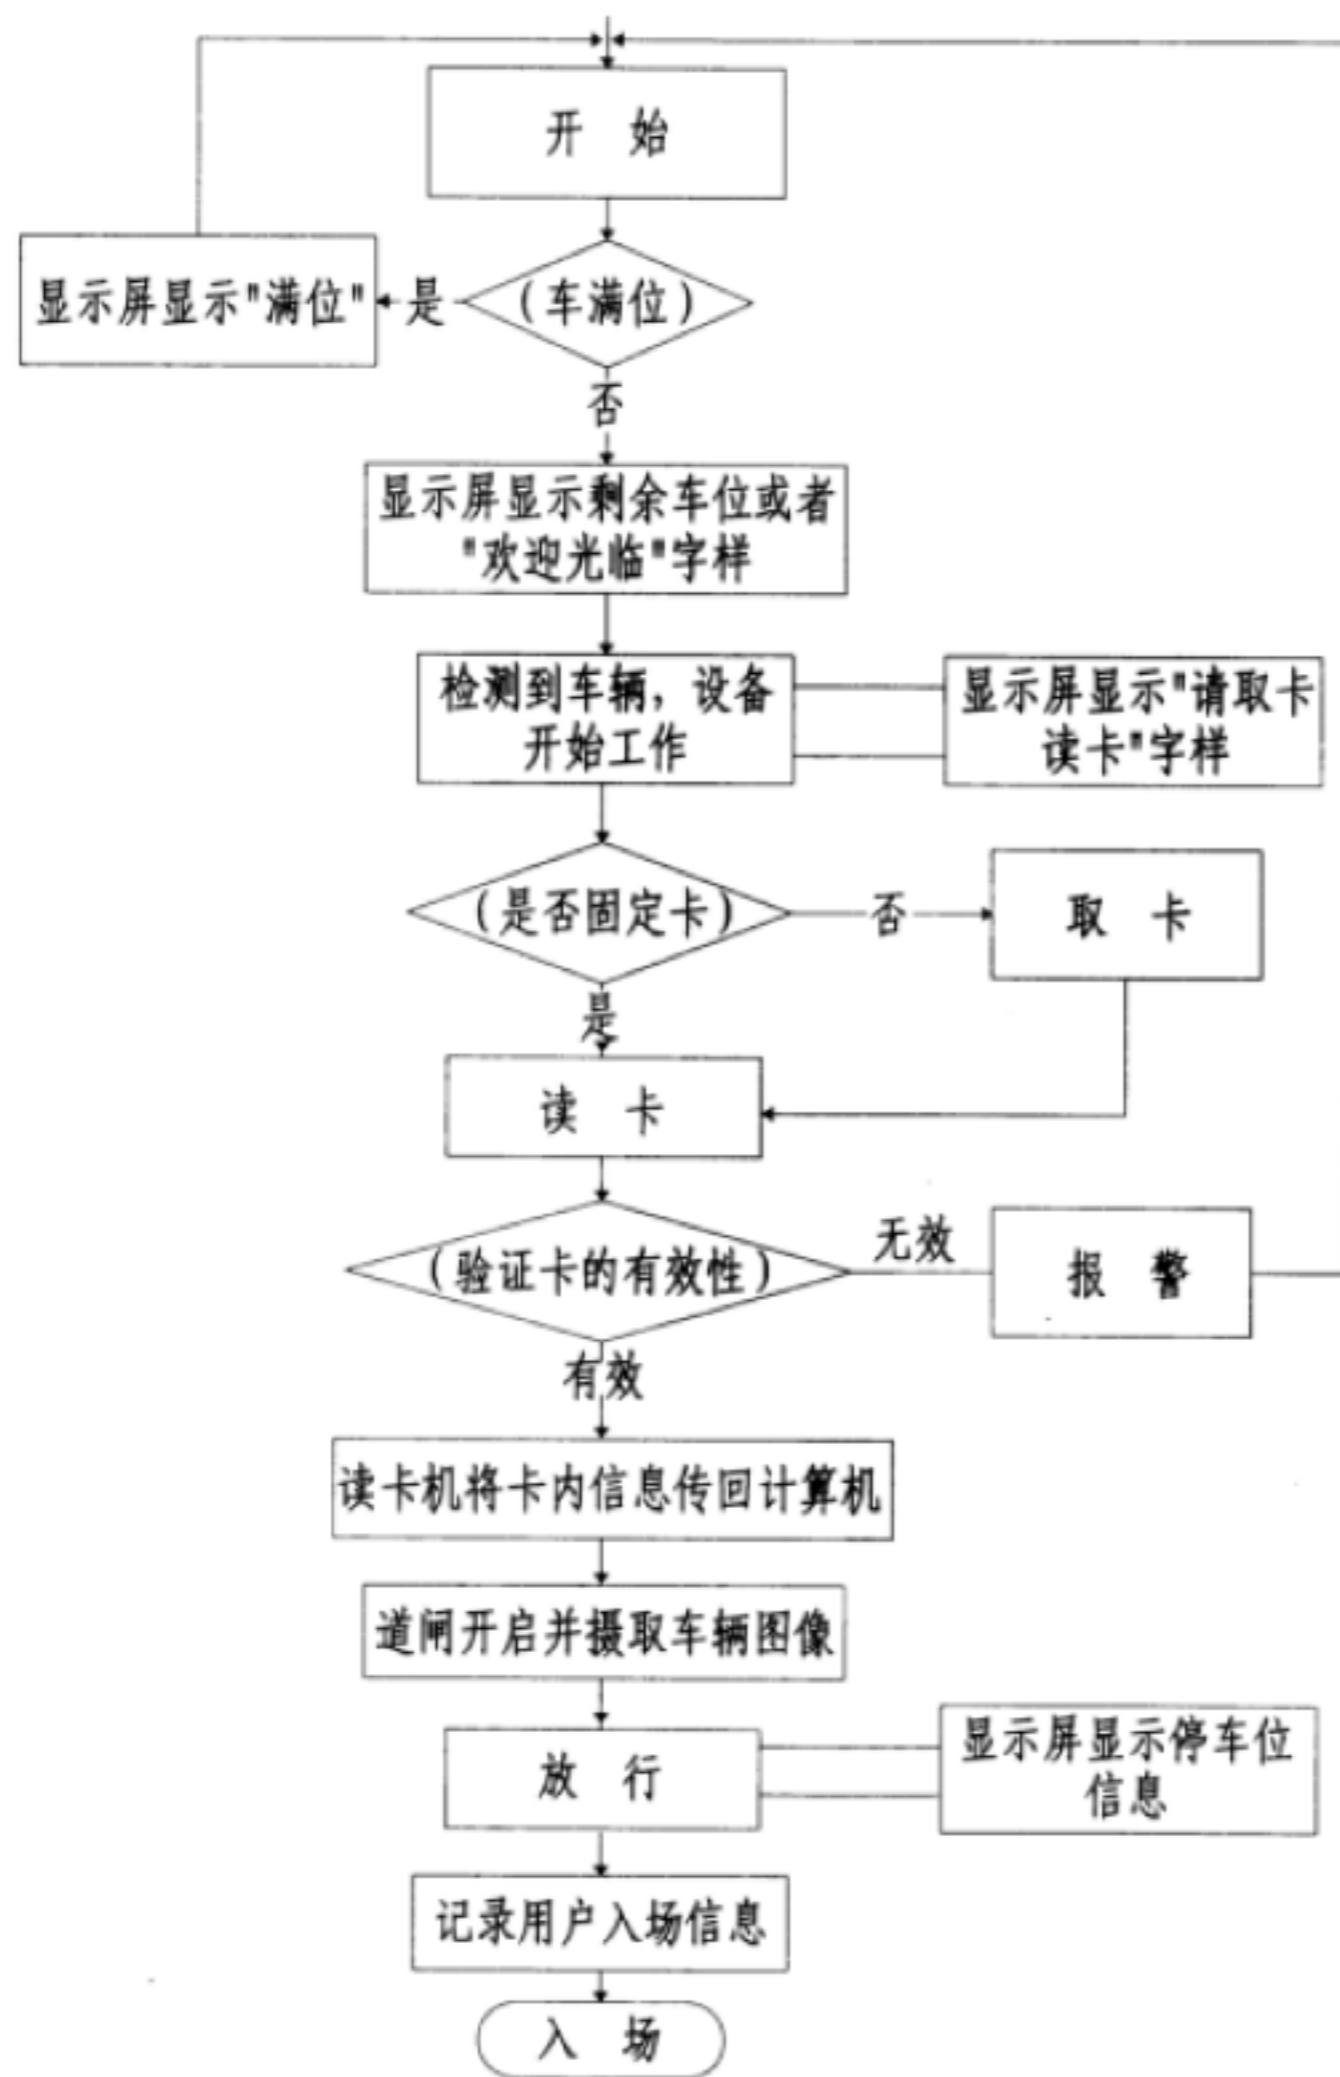 开 始
显示屏显示"满位"
是
(车满位)
否
显示屏显示剩余车位或者
"欢迎光临"字样
检测到车辆，设备
开始工作
显示屏显示"请取卡
读卡"字样
(是否固定卡)
否
取 卡
是
读 卡
(验证卡的有效性)
无效
报 警
有效
读卡机将卡内信息传回计算机
道闸开启并摄取车辆图像
放 行
显示屏显示停车位
信息
记录用户入场信息
入 场